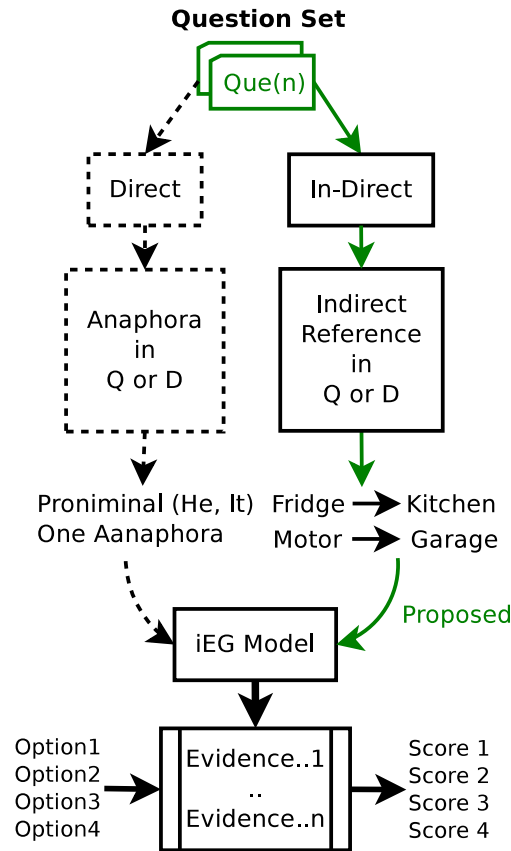 Question Set
Que(n)
Direct
In-Direct
Anaphora
in
Q or D
Indirect
Reference
in
Q or D
Proniminal (He, It)
One Aanaphora
Fridge Kitchen
Motor Garage
Proposed
iEG Model
Option1
Option2
Option3
Option4
Evidence..1
..
Evidence..n
Score 1
Score 2
Score 3
Score 4